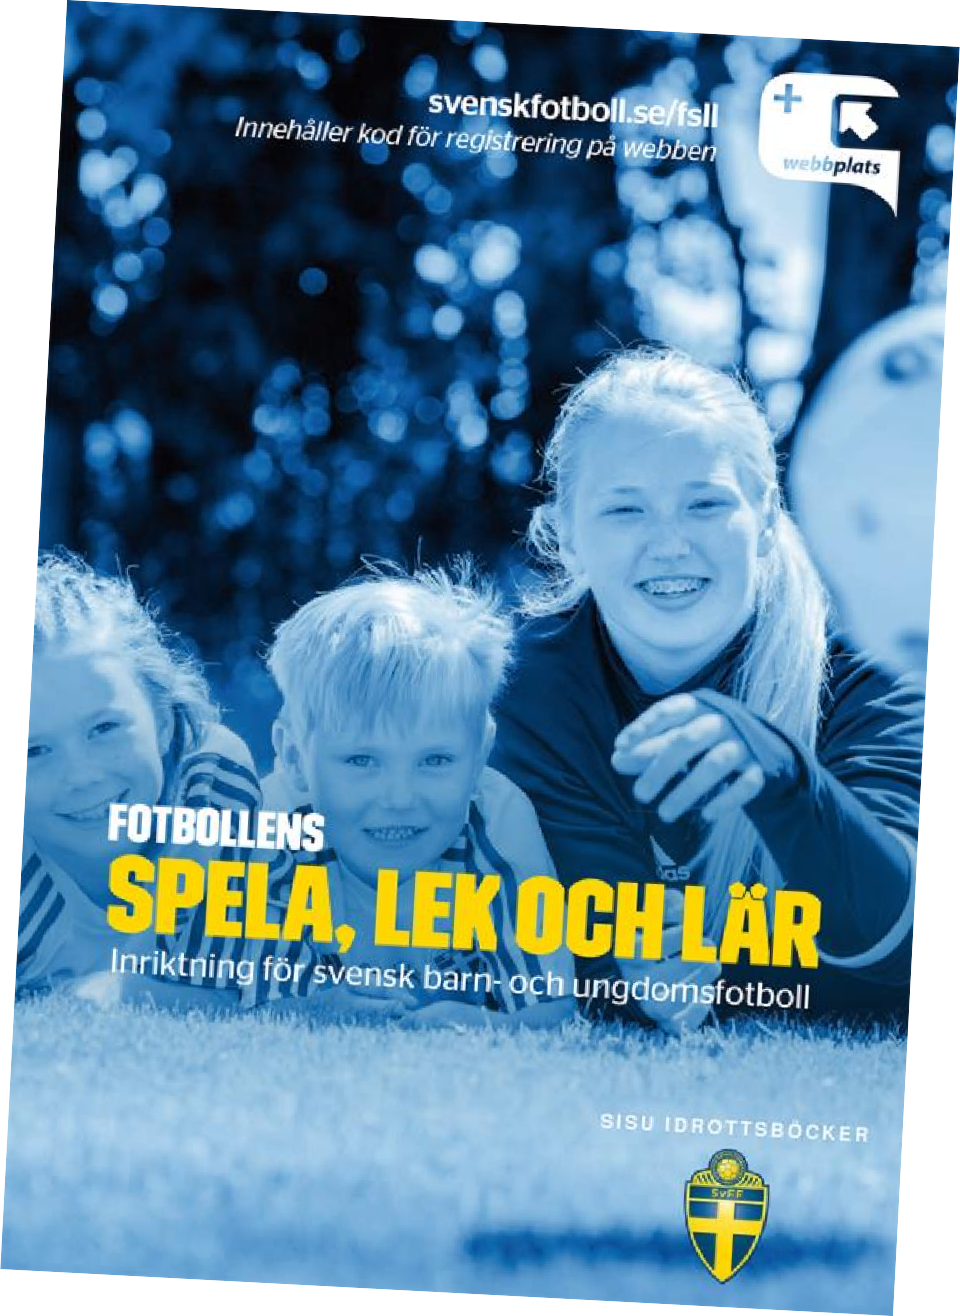 svenskfotboll.se/fsll
Innehåller kod för registrering på webben
webbplats
FOTBOLLENS
SPELA, LEK OCH LÄR
Inriktning för svensk barn- och ungdomsfotboll
SISU IDROTTSBÖCKER
SvFF